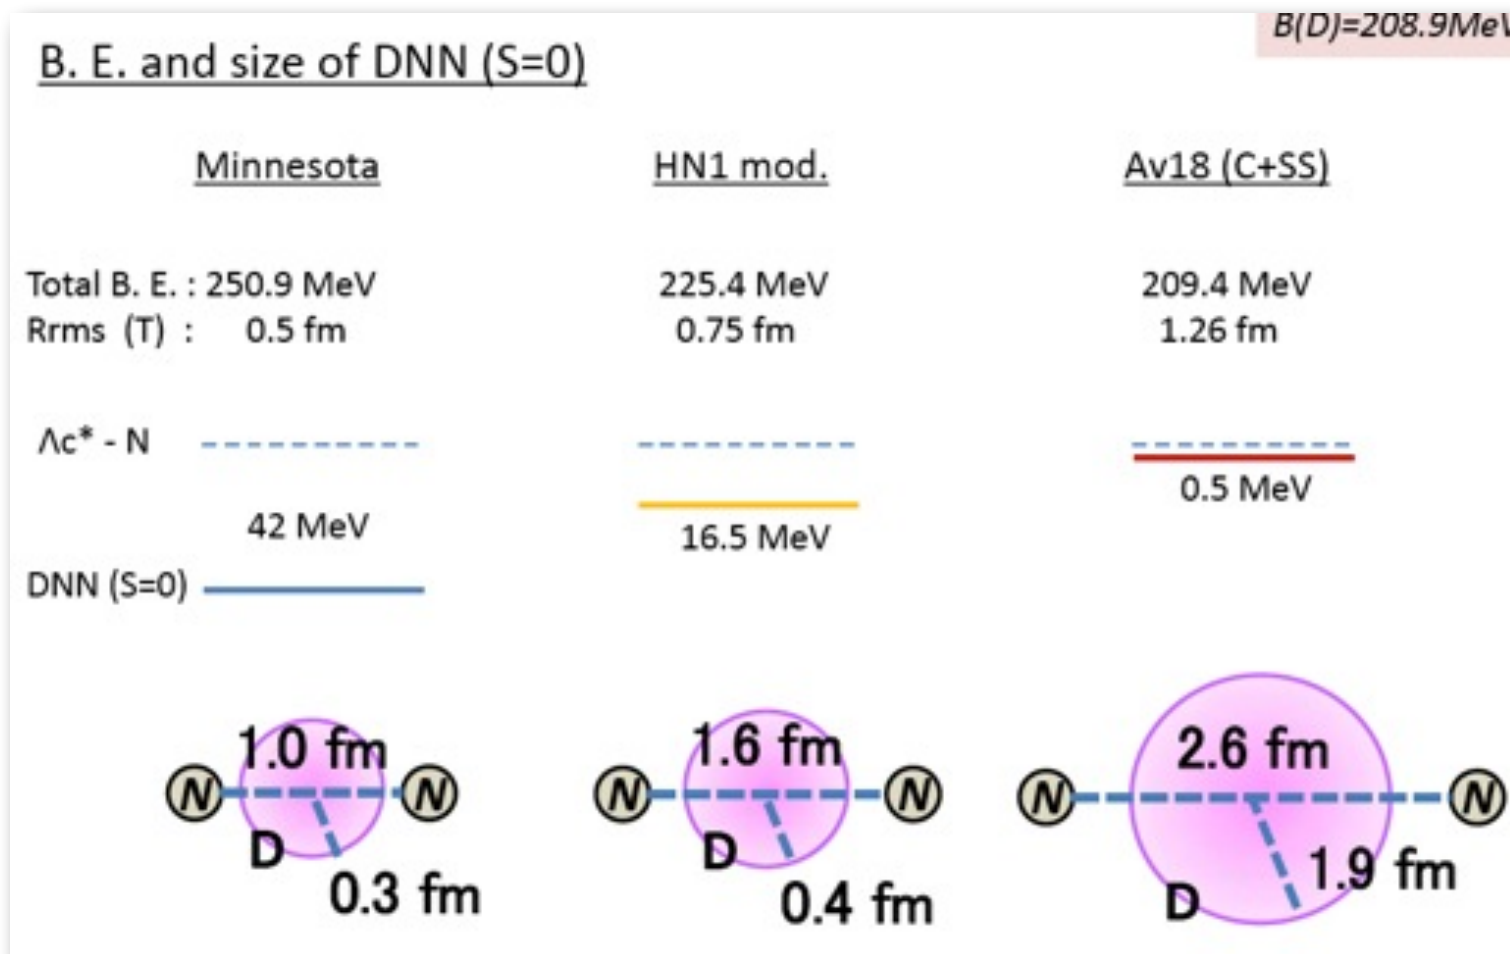 B(D)=208.9MeV
B. E. and size of DNN (S=0)
Minnesota HN1 mod. Av18 (C+SS)
Total B. E. : 250.9 MeV 225.4 MeV 209.4 MeV
Rrms (T) : 0.5 fm 0.75 fm 1.26 fm
Λc* - N
0.5 MeV
42 MeV 16.5 MeV
DNN (S=0)
1.0 fm 1.6 fm 2.6 fm
N N N N N N
D D D
0.3 fm 0.4 fm 1.9 fm